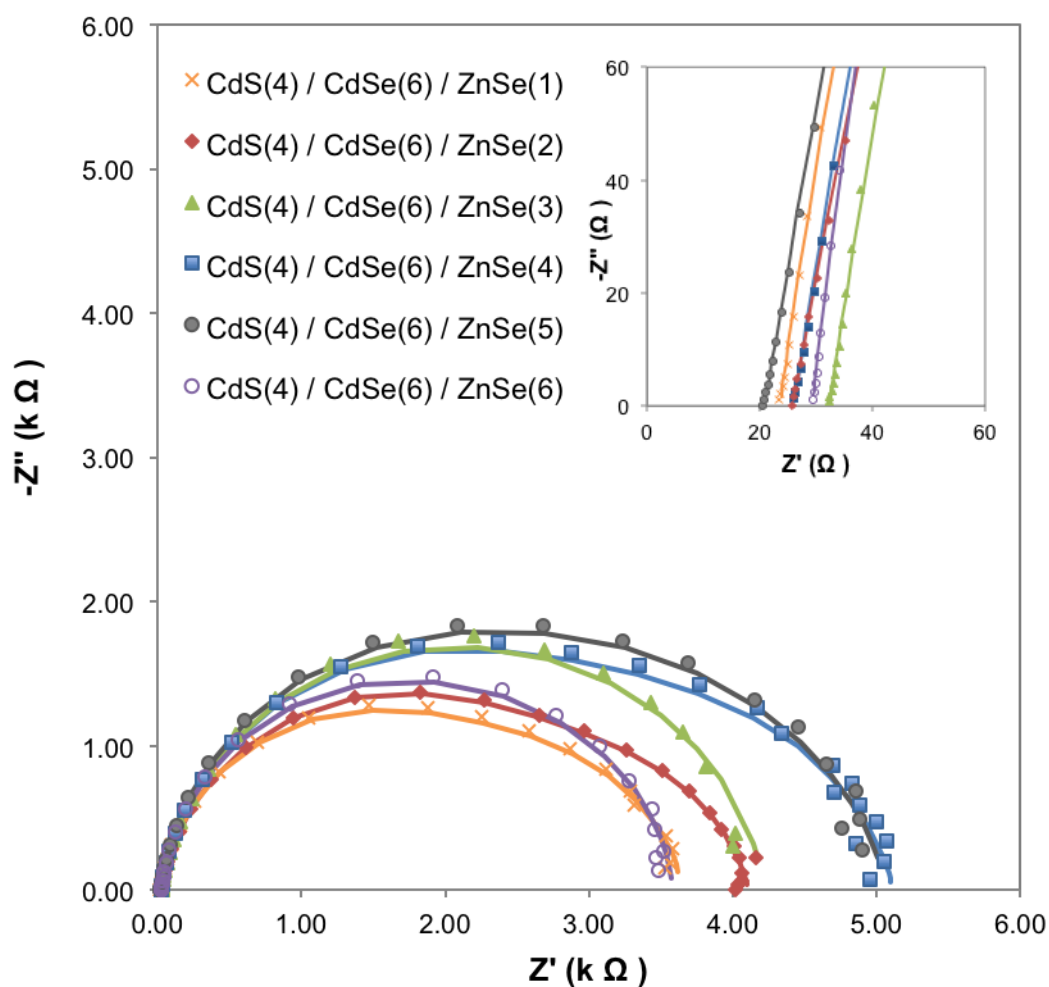 6.00
5.00
4.00
3.00
2.00
1.00
0.00
-Z" (k Ω)
CdS(4) / CdSe(6) / ZnSe(1)
CdS(4) / CdSe(6) / ZnSe(2)
CdS(4) / CdSe(6) / ZnSe(3)
CdS(4) / CdSe(6) / ZnSe(4)
CdS(4) / CdSe(6) / ZnSe(5)
CdS(4) / CdSe(6) / ZnSe(6)
60
40
20
0
-Z" (Ω )
0 20 40 60
Z' (Ω )
0.00 1.00 2.00 3.00 4.00 5.00 6.00
Z' (k Ω )